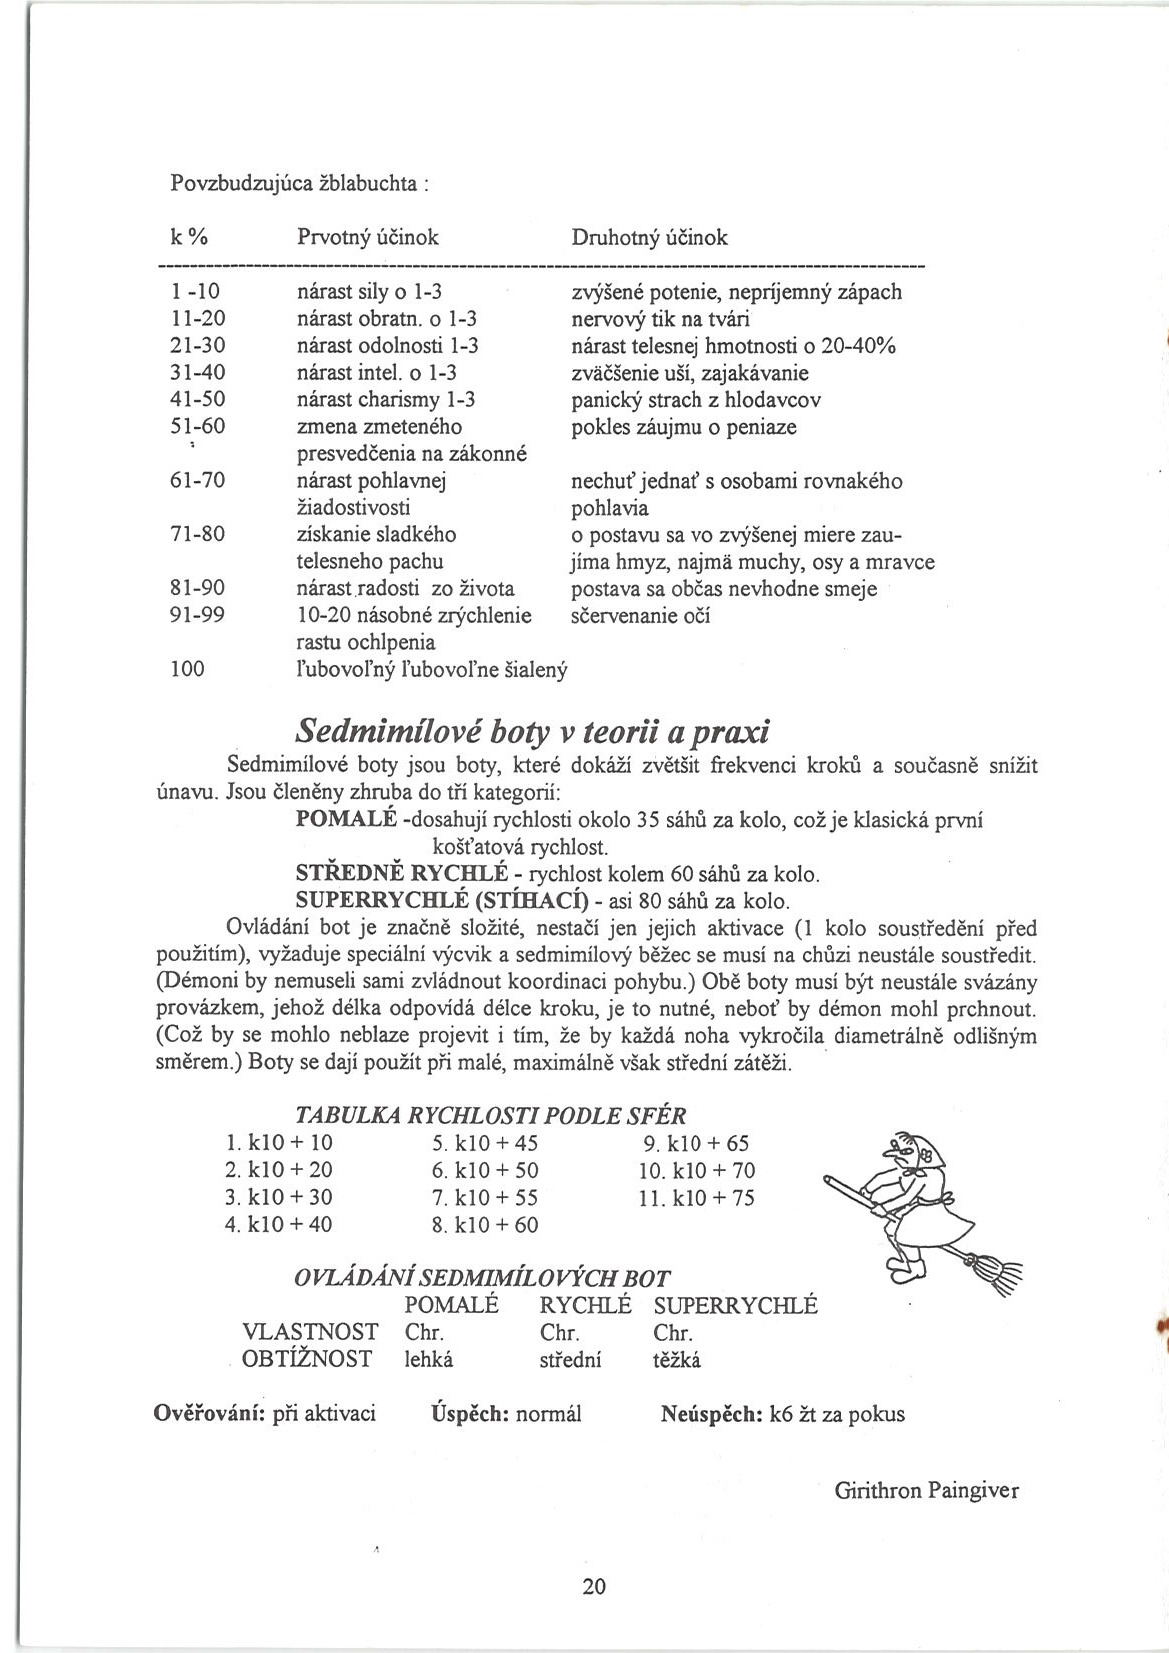 Povzbudzujúca žblabuchta :
k % Prvotný účinok Druhotný účinok
1 -10 nárast sily o 1-3 zvýšené potenie, nepríjemný zápach
11-20 nárast obratn. o 1-3 nervový tik na tvári
21-30 nárast odolnosti 1-3 nárast telesnej hmotnosti o 20-40%
31-40 nárast intel. o 1-3 zväčšenie uší, zajakávanie
41-50 nárast charismy 1-3 panický strach z hlodavcov
51-60 zmena zmeteného pokles záujmu o peniaze
presvedčenia na zákonné
61-70 nárast pohlavnej nechuť jednať s osobami rovnakého
žiadostivosti pohlavia
71-80 získanie sladkého o postavu sa vo zvýšenej miere zau-
telesneho pachu jíma hmyz, najmä muchy, osy a mravce
81-90 nárast radosti zo života postava sa občas nevhodne smeje
91-99 10-20 násobné zrýchlenie sčervenanie očí
rastu ochlpenia
100 ľubovoľný ľubovoľne šialený
Sedmimílové boty v teorii a praxi
Sedmimílové boty jsou boty, které dokáží zvětšit frekvenci kroků a současně snížit
únavu. Jsou členěny zhruba do tří kategorií:
POMALÉ -dosahují rychlosti okolo 35 sáhů za kolo, což je klasická první
košťatová rychlost.
STŘEDNĚ RYCHLÉ - rychlost kolem 60 sáhů za kolo.
SUPERRYCHLÉ (STÍHACÍ) - asi 80 sáhů za kolo.
Ovládání bot je značně složité, nestačí jen jejich aktivace (1 kolo soustředění před
použitím), vyžaduje speciální výcvik a sedmimílový běžec se musí na chůzi neustále soustředit.
(Démoni by nemuseli sami zvládnout koordinaci pohybu.) Obě boty musí být neustále svázány
provázkem, jehož délka odpovídá délce kroku, je to nutné, neboť by démon mohl prchnout.
(Což by se mohlo neblaze projevit i tím, že by každá noha vykročila diametrálně odlišným
směrem.) Boty se dají použít při malé, maximálně však střední zátěži.
TABULKA RYCHLOSTI PODLE SFÉR
1. k10 + 10 5. k10 + 45 9. k10 + 65
2. k10 + 20 6. k10 + 50 10. k10 + 70
3. k10 + 30 7. k10 + 55 11. k10 + 75
4. k10 + 40 8. k10 + 60
OVLÁDÁNÍ SEDMIMÍLOVÝCH BOT
POMALÉ RYCHLÉ SUPERRYCHLÉ
VLASTNOST Chr. Chr. Chr.
OBTÍŽNOST lehká střední těžká
Ověřování: při aktivaci Úspěch: normál Neúspěch: k6 žt za pokus
Girithron Paingiver
20